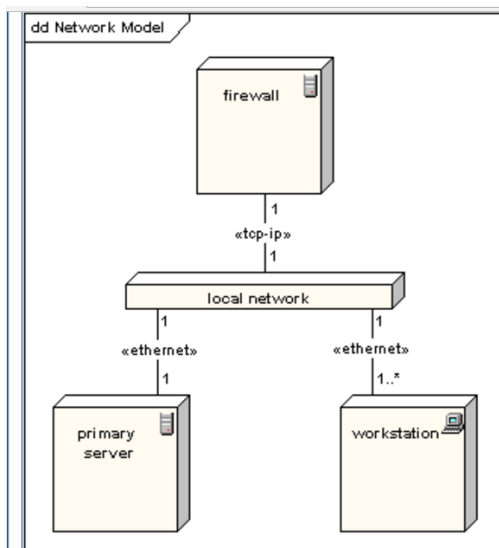 dd Network Model
firewall
1
«tcp-ip»
1
local network
1
1
«ethernet»
«ethernet»
1
1..*
primary
server
workstation